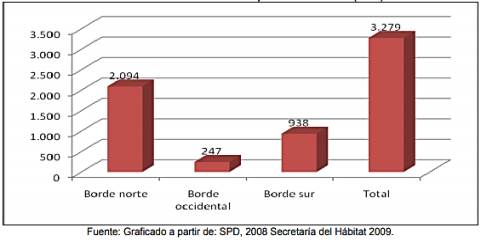 3.279
3.500
3.000
2.500
2.094
2.000
1.500
1.000
938
500
247
0
Borde norte
Borde occidental
Borde sur
Total
Fuente: Graficado a partir de: SPD, 2008 Secretaría del Hábitat 2009.